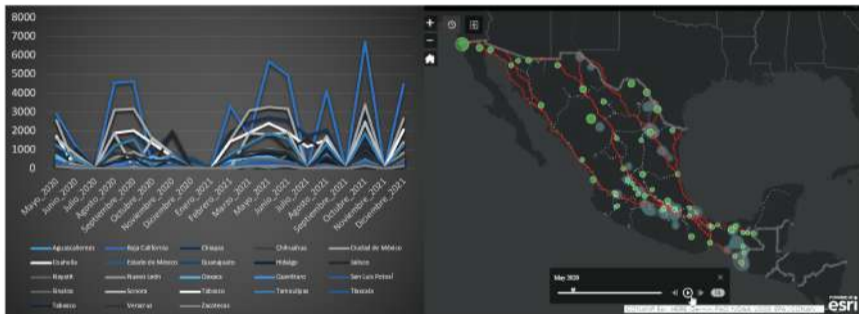 8000
7000
6000
5000
4000
3000
2000
1000
0
Mayo_2020
Junio_2020
Julio_2020
Agosto_2020
Septiembre_2020
Octubre_2020
Noviembre_2020
Diciembre_2020
Enero_2021
Febrero_2021
Marzo_2021
Mayo_2021
Junio_2021
Julio_2021
Agosto_2021
Septiembre_2021
Octubre_2021
Noviembre_2021
Diciembre_2021
Aguascalientes Baja California Chiapas Chihuahua Ciudad de México
Coahuila Estado de México Guanajuato Hidalgo Jalisco
Nayarit Nuevo León Oaxaca Querétaro San Luis Potosí
Sinaloa Sonora Tabasco Tamaulipas Tlaxcala
Tabasco Veracruz Zacatecas
+
−
May 2020
×
esri